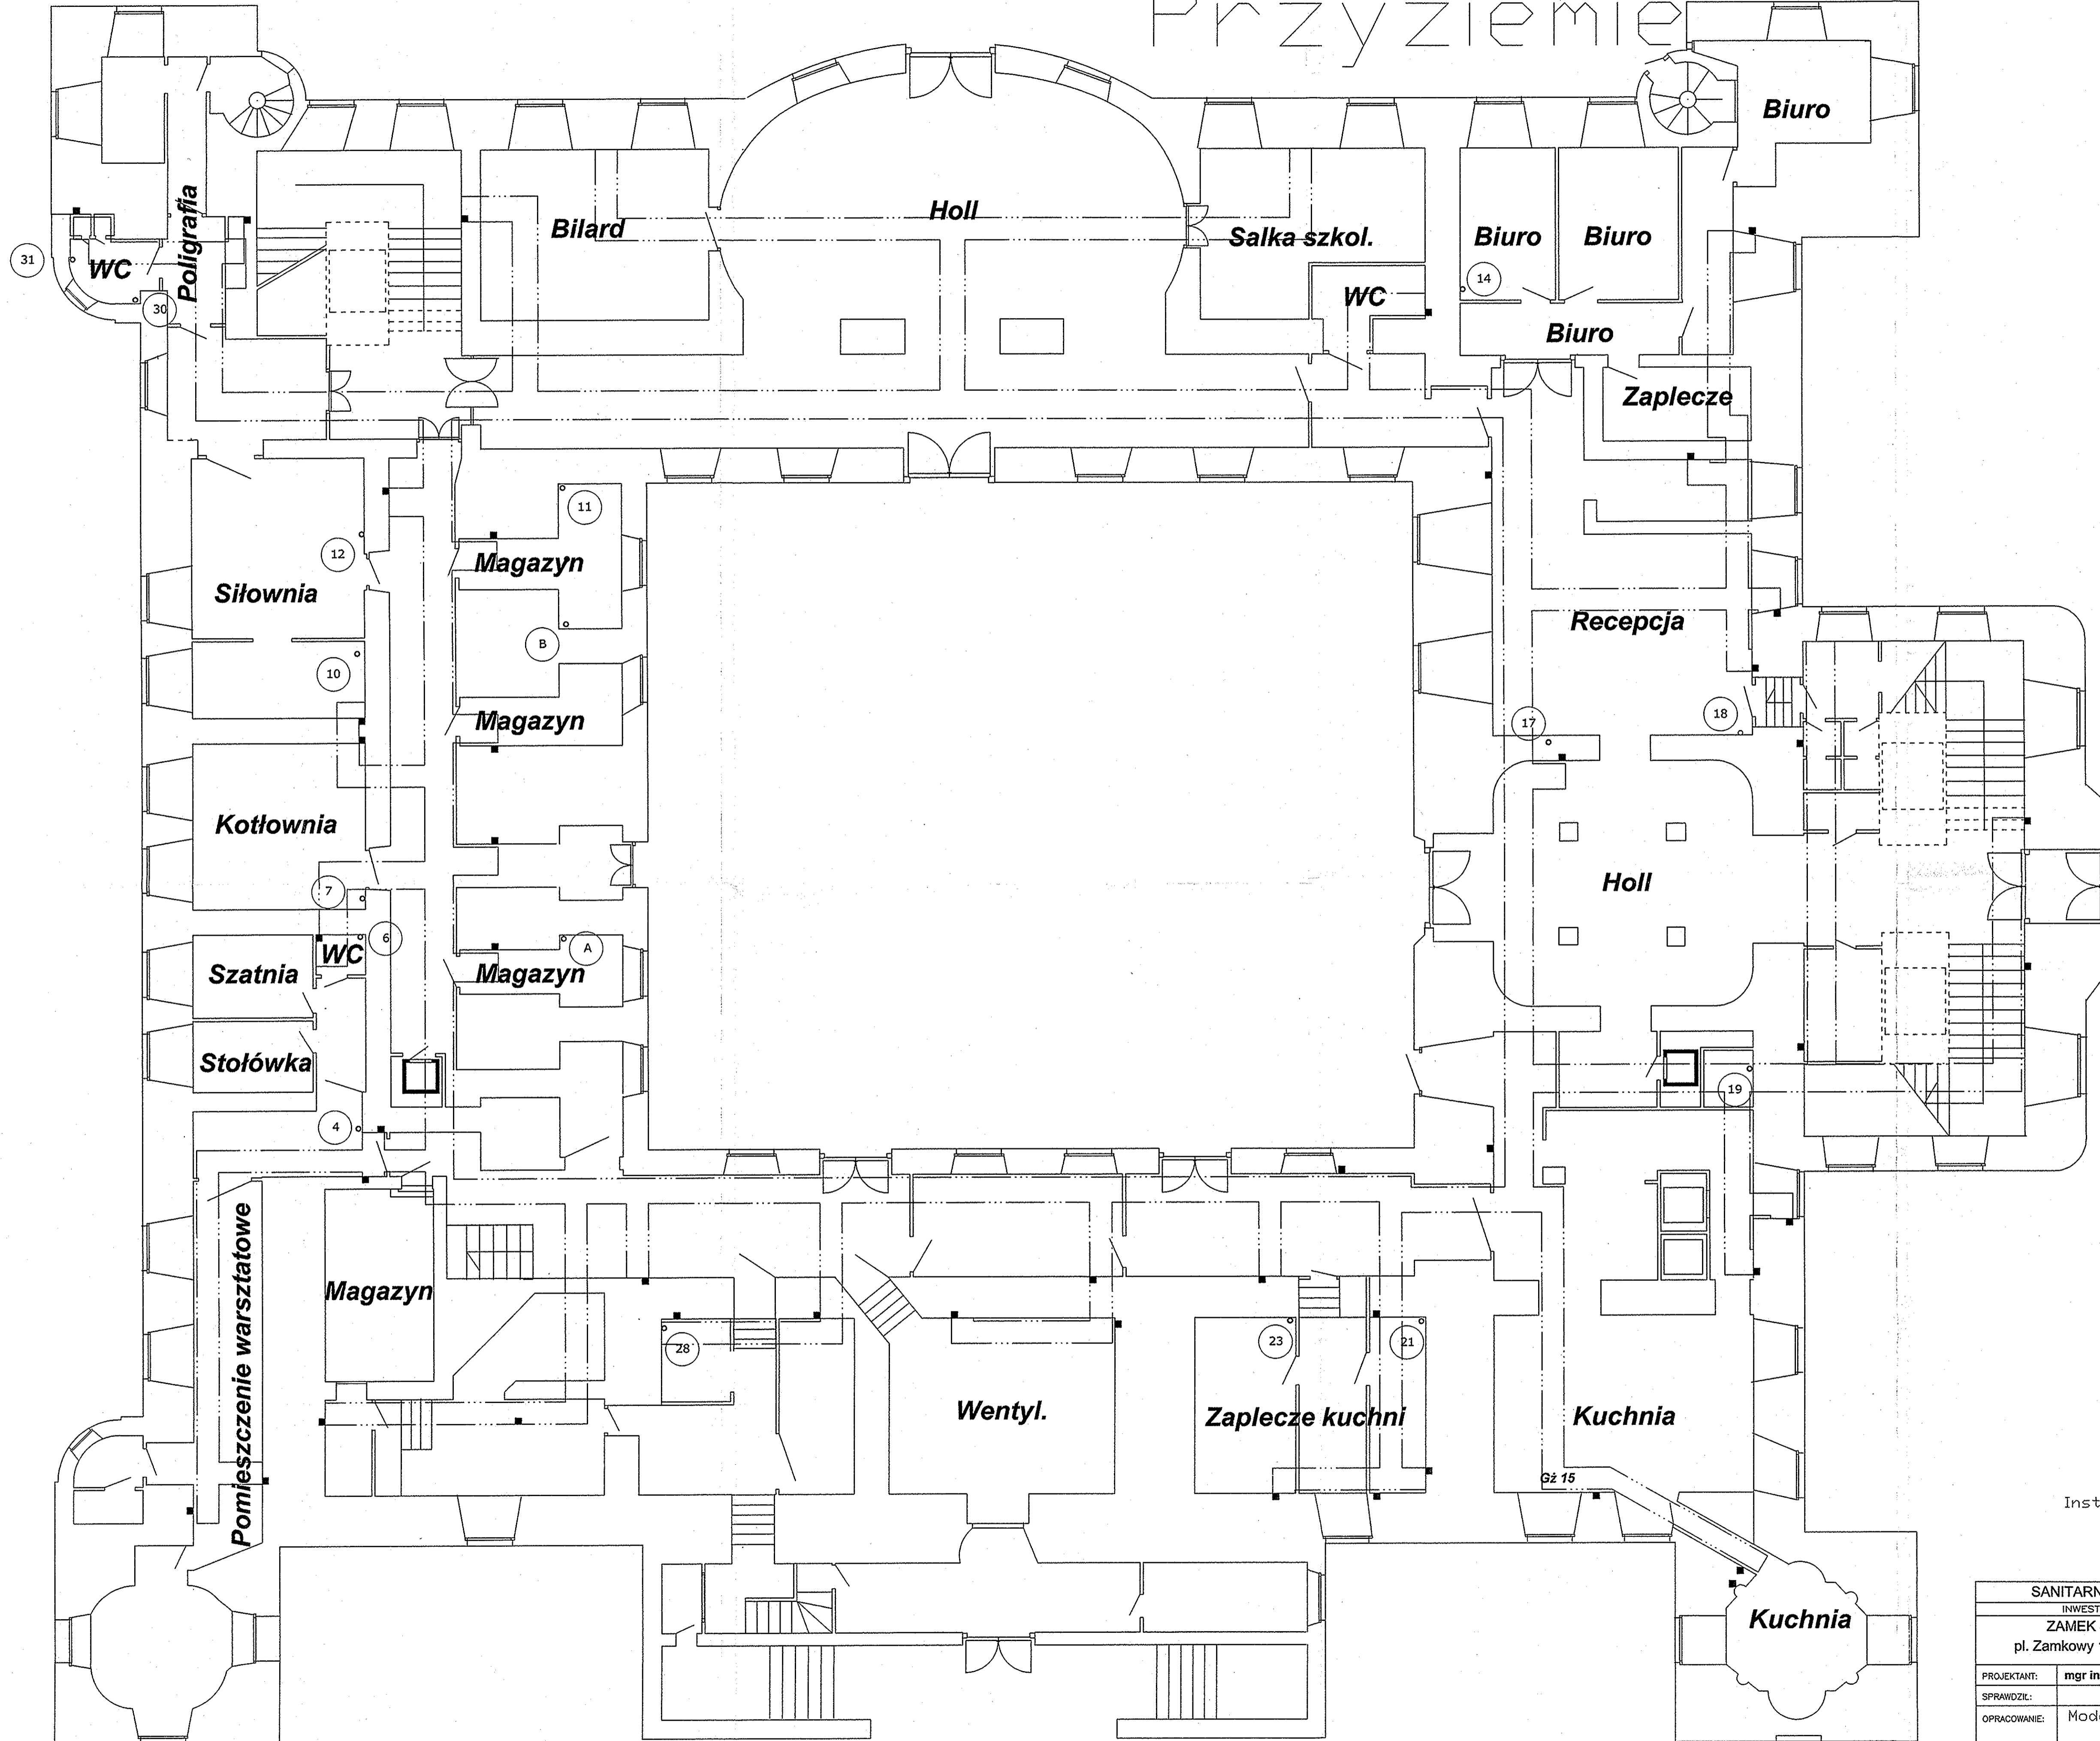 Przyziemie
Biuro
Poligrafia
Bilard
Holl
Salka szkol.
Biuro
Biuro
31
WC
30
WC
14
Biuro
Zaplecze
11
12
Magazyn
Siłownia
Recepcja
B
10
Magazyn
17
18
Kotłownia
Holl
7
6
A
WC
Szatnia
Magazyn
Stołówka
19
4
Pomieszczenie warsztatowe
Magazyn
28
23
21
Wentyl.
Zaplecze kuchni
Kuchnia
Gż 15
Inst
SANITARN
INWEST
ZAMEK
pl. Zamkowy
Kuchnia
PROJEKTANT: mgr in
SPRAWDZIŁ:
OPRACOWANIE: Mod